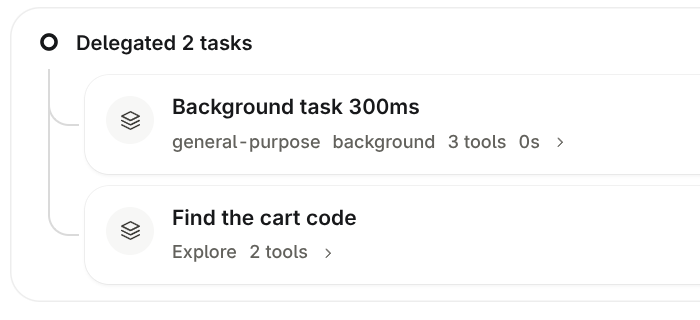 Delegated 2 tasks
Background task 300ms
general-purpose background 3 tools 0s
Find the cart code
Explore 2 tools